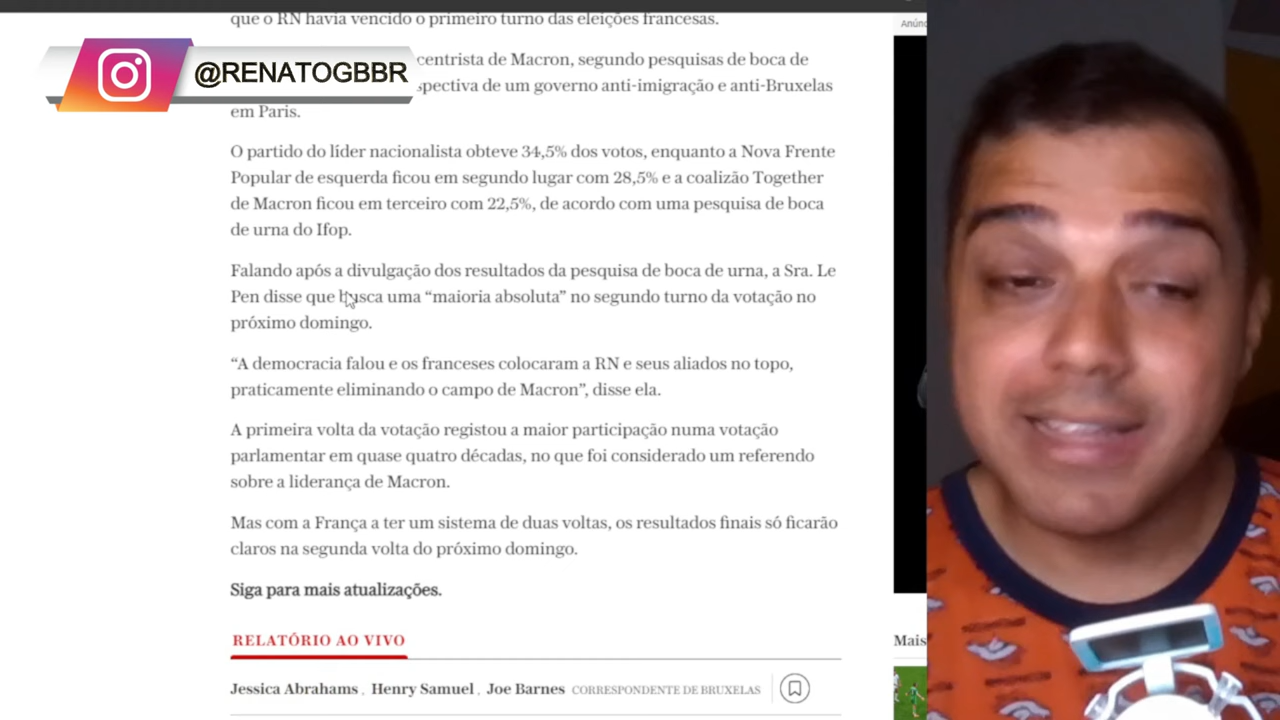 que o RN havia vencido o primeiro turno das eleições francesas.
Anúnc
@RENATOGBBR
centrista de Macron, segundo pesquisas de boca de
spectiva de um governo anti-imigração e anti-Bruxelas
em Paris.
O partido do líder nacionalista obteve 34,5% dos votos, enquanto a Nova Frente
Popular de esquerda ficou em segundo lugar com 28,5% e a coalizão Together
de Macron ficou em terceiro com 22,5%, de acordo com uma pesquisa de boca
de urna do Ifop.
Falando após a divulgação dos resultados da pesquisa de boca de urna, a Sra. Le
Pen disse que busca uma “maioria absoluta” no segundo turno da votação no
próximo domingo.
“A democracia falou e os franceses colocaram a RN e seus aliados no topo,
praticamente eliminando o campo de Macron”, disse ela.
A primeira volta da votação registou a maior participação numa votação
parlamentar em quase quatro décadas, no que foi considerado um referendo
sobre a liderança de Macron.
Mas com a França a ter um sistema de duas voltas, os resultados finais só ficarão
claros na segunda volta do próximo domingo.
Siga para mais atualizações.
RELATÓRIO AO VIVO
Mais
Jessica Abrahams , Henry Samuel , Joe Barnes CORRESPONDENTE DE BRUXELAS